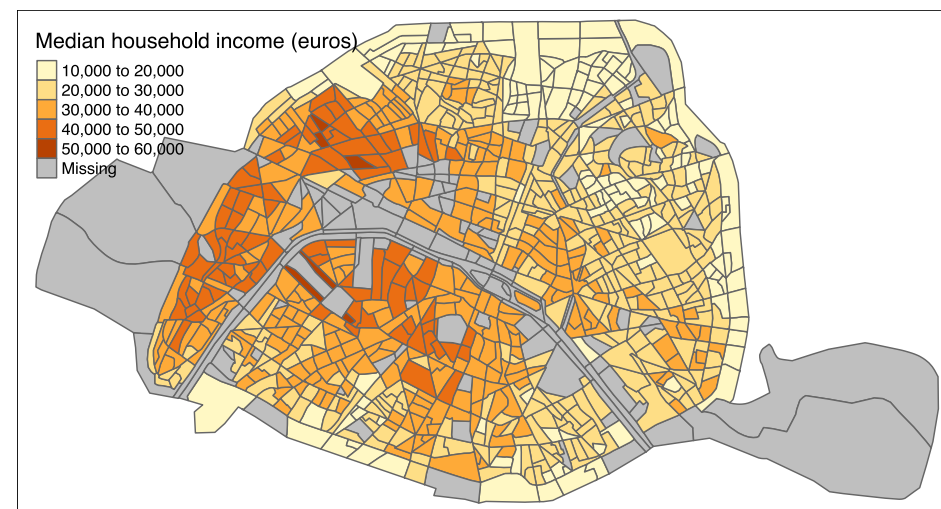 Median household income (euros)
10,000 to 20,000
20,000 to 30,000
30,000 to 40,000
40,000 to 50,000
50,000 to 60,000
Missing